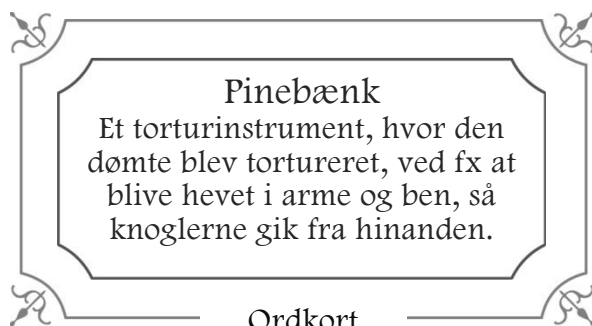 Pinebænk
Et torturinstrument, hvor den
dømte blev tortureret, ved fx at
blive hevet i arme og ben, så
knoglerne gik fra hinanden.
Ordkort